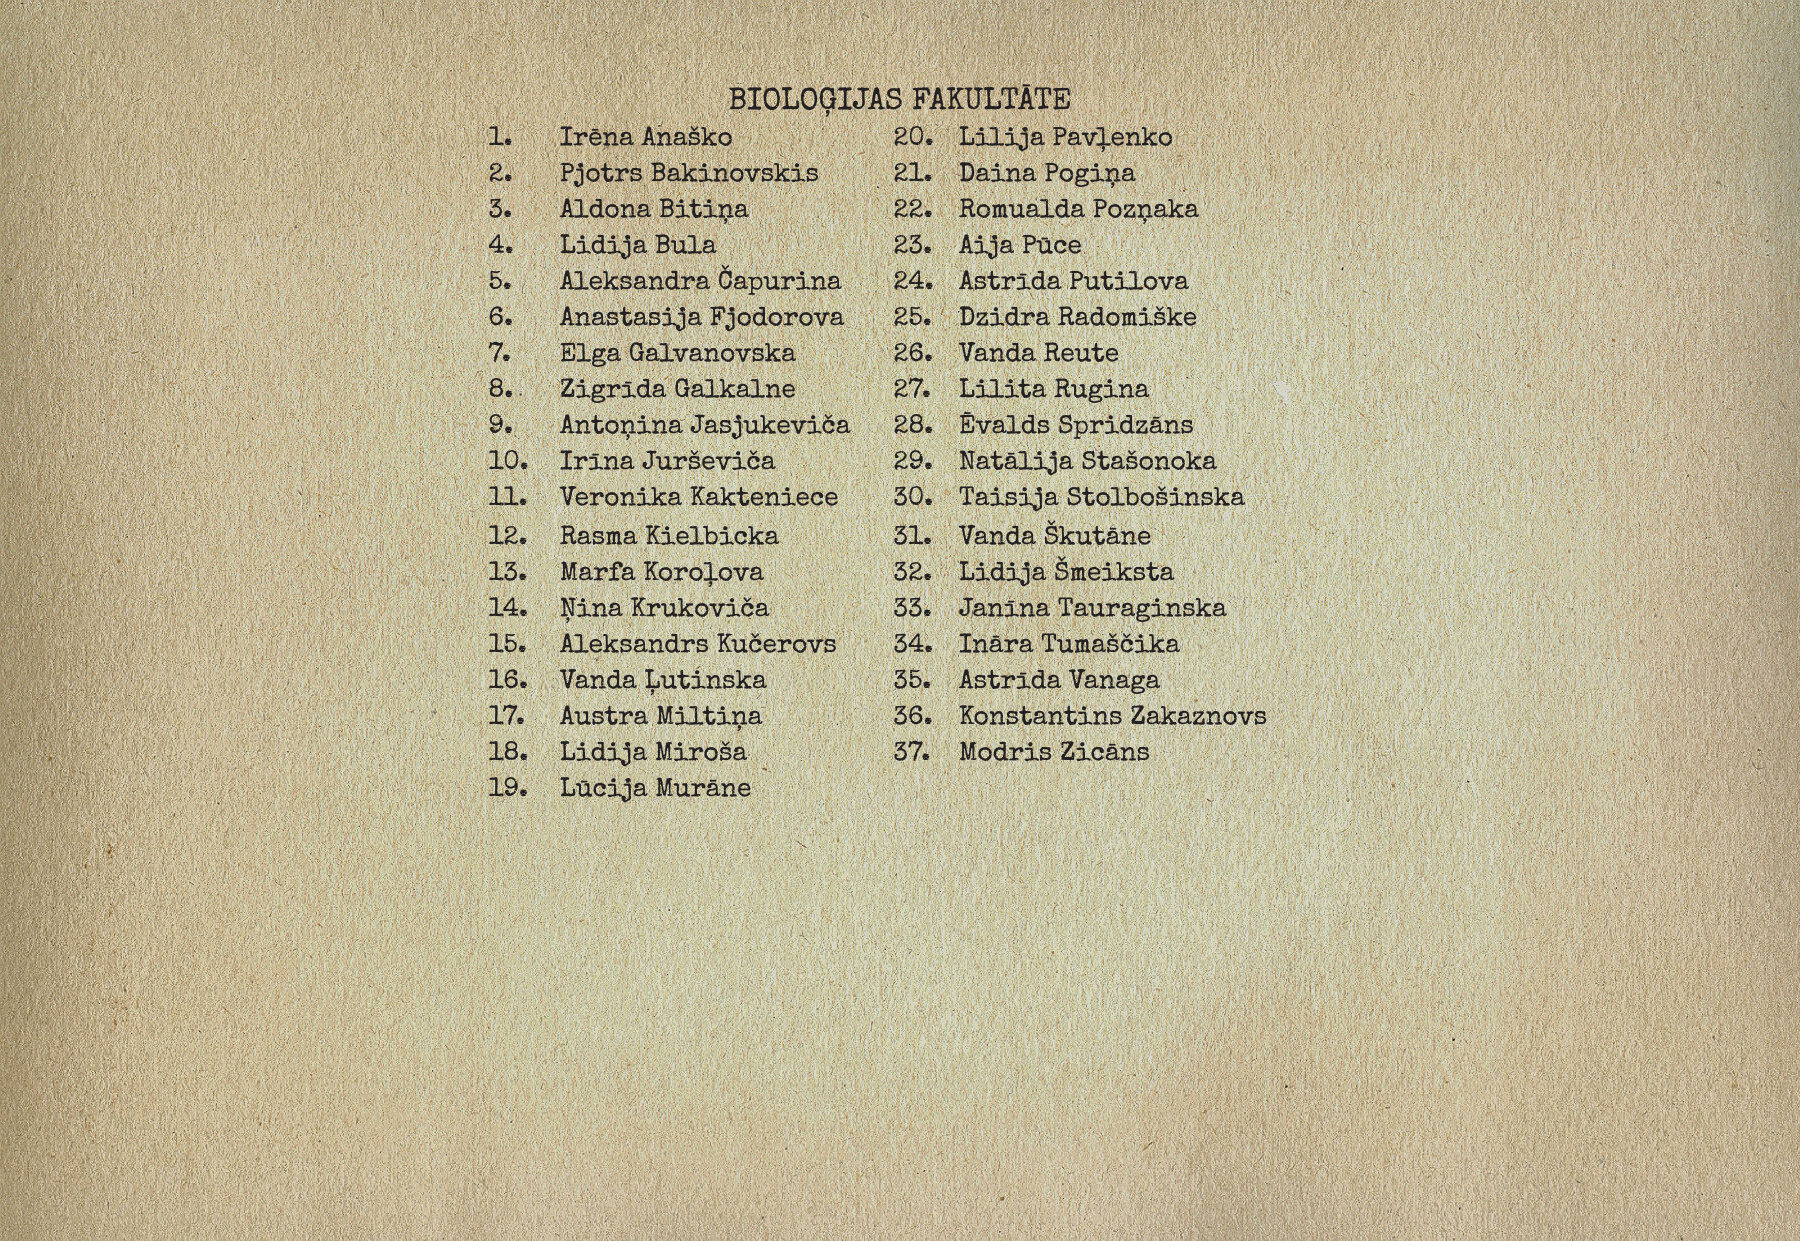 BIOLOĢIJAS FAKULTĀTE
1. Irēna Anaško
2. Pjotrs Bakinovskis
3. Aldona Bitiņa
4. Lidija Bula
5. Aleksandra Čapurina
6. Anastasija Fjodorova
7. Elga Galvanovska
8. Zigrīda Galkalne
9. Antoņina Jasjukeviča
10. Irīna Jurševiča
11. Veronika Kakteniece
12. Rasma Kielbicka
13. Marfa Koroļova
14. Ņina Krukoviča
15. Aleksandrs Kučerovs
16. Vanda Ļutinska
17. Austra Miltiņa
18. Lidija Miroša
19. Lūcija Murāne
20. Lilija Pavļenko
21. Daina Pogiņa
22. Romualda Pozņaka
23. Aija Pūce
24. Astrīda Putilova
25. Dzidra Radomiške
26. Vanda Reute
27. Lilita Rugina
28. Ēvalds Spridzāns
29. Natālija Stašonoka
30. Taisija Stolbošinska
31. Vanda Škutāne
32. Lidija Šmeiksta
33. Janīna Tauraginska
34. Ināra Tumaščika
35. Astrīda Vanaga
36. Konstantins Zakaznovs
37. Modris Zicāns